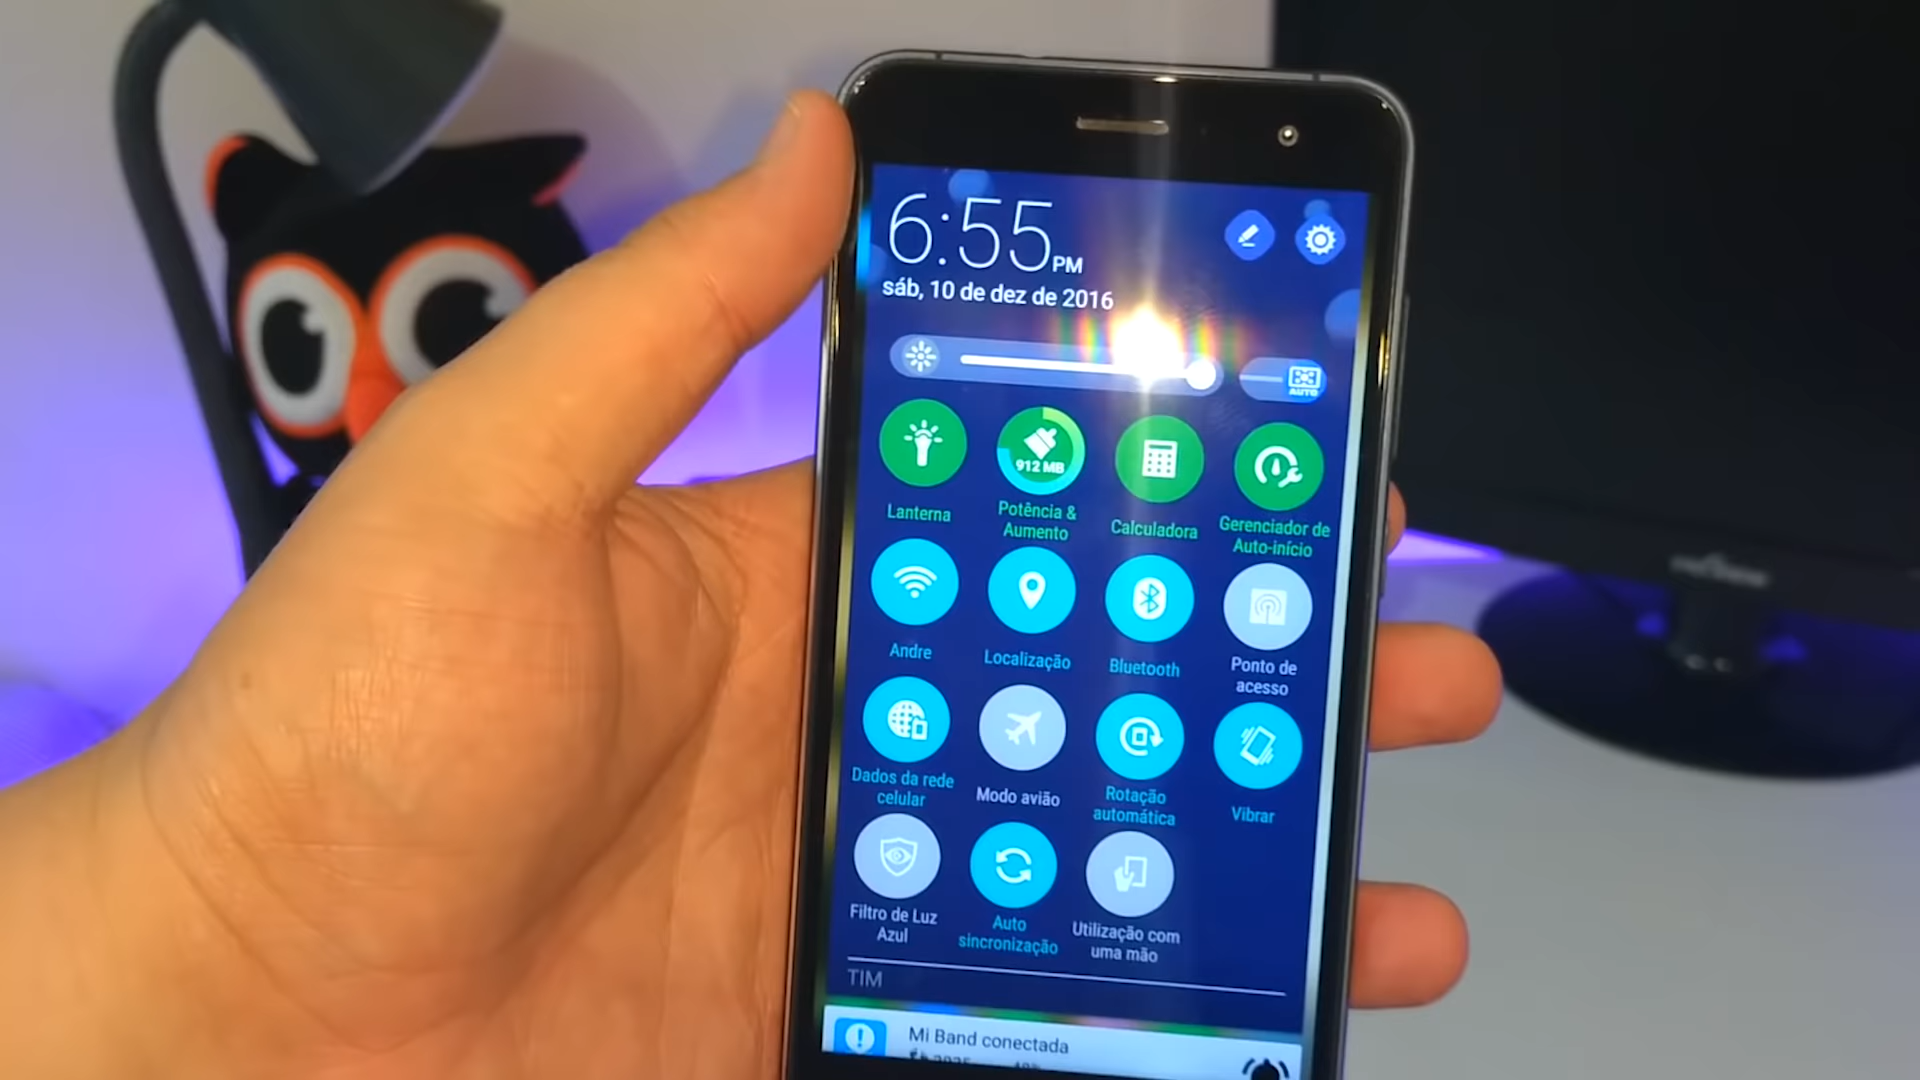 6:55PM
sáb, 10 de dez de 2016
AUTO
912 MB
Lanterna
Potência &
Aumento
Calculadora
Gerenciador de
Auto-início
Andre
Localização
Bluetooth
Ponto de
acesso
Dados da rede
celular
Modo avião
Rotação
automática
Vibrar
Filtro de Luz
Azul
Auto
sincronização
Utilização com
uma mão
TIM
Mi Band conectada